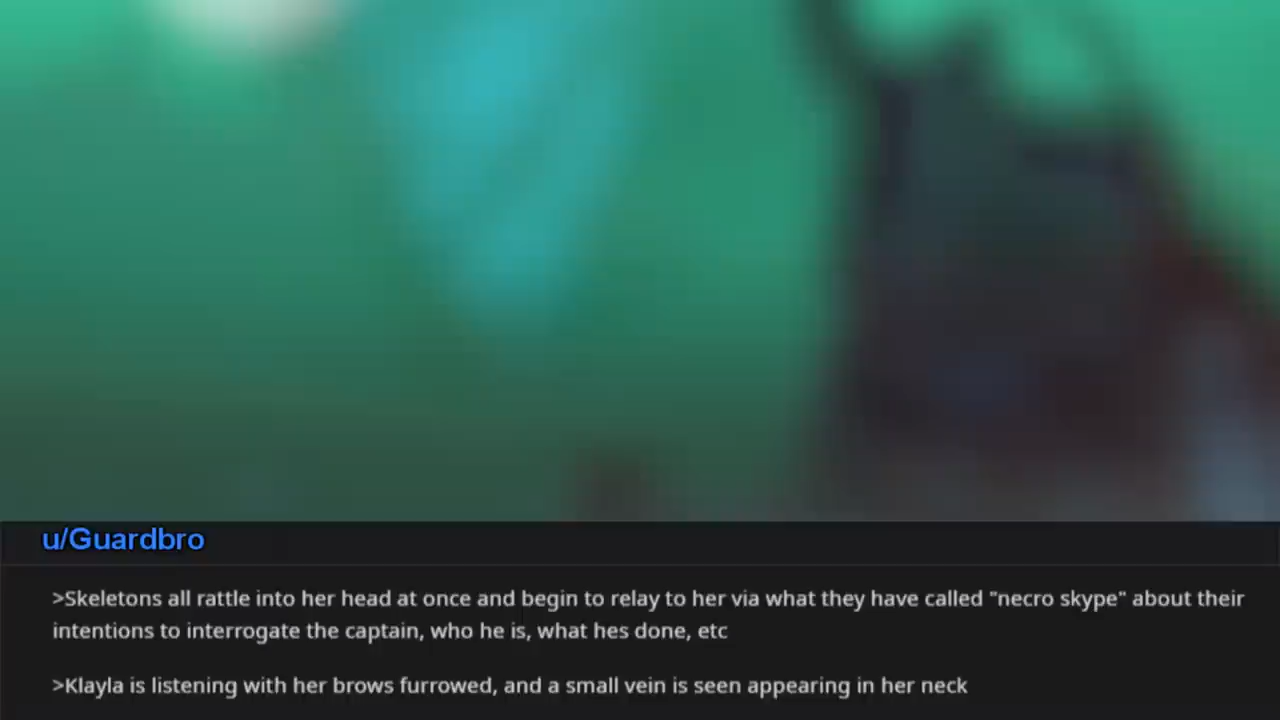 u/Guardbro
>Skeletons all rattle into her head at once and begin to relay to her via what they have called "necro skype" about their
intentions to interrogate the captain, who he is, what hes done, etc
>Klayla is listening with her brows furrowed, and a small vein is seen appearing in her neck